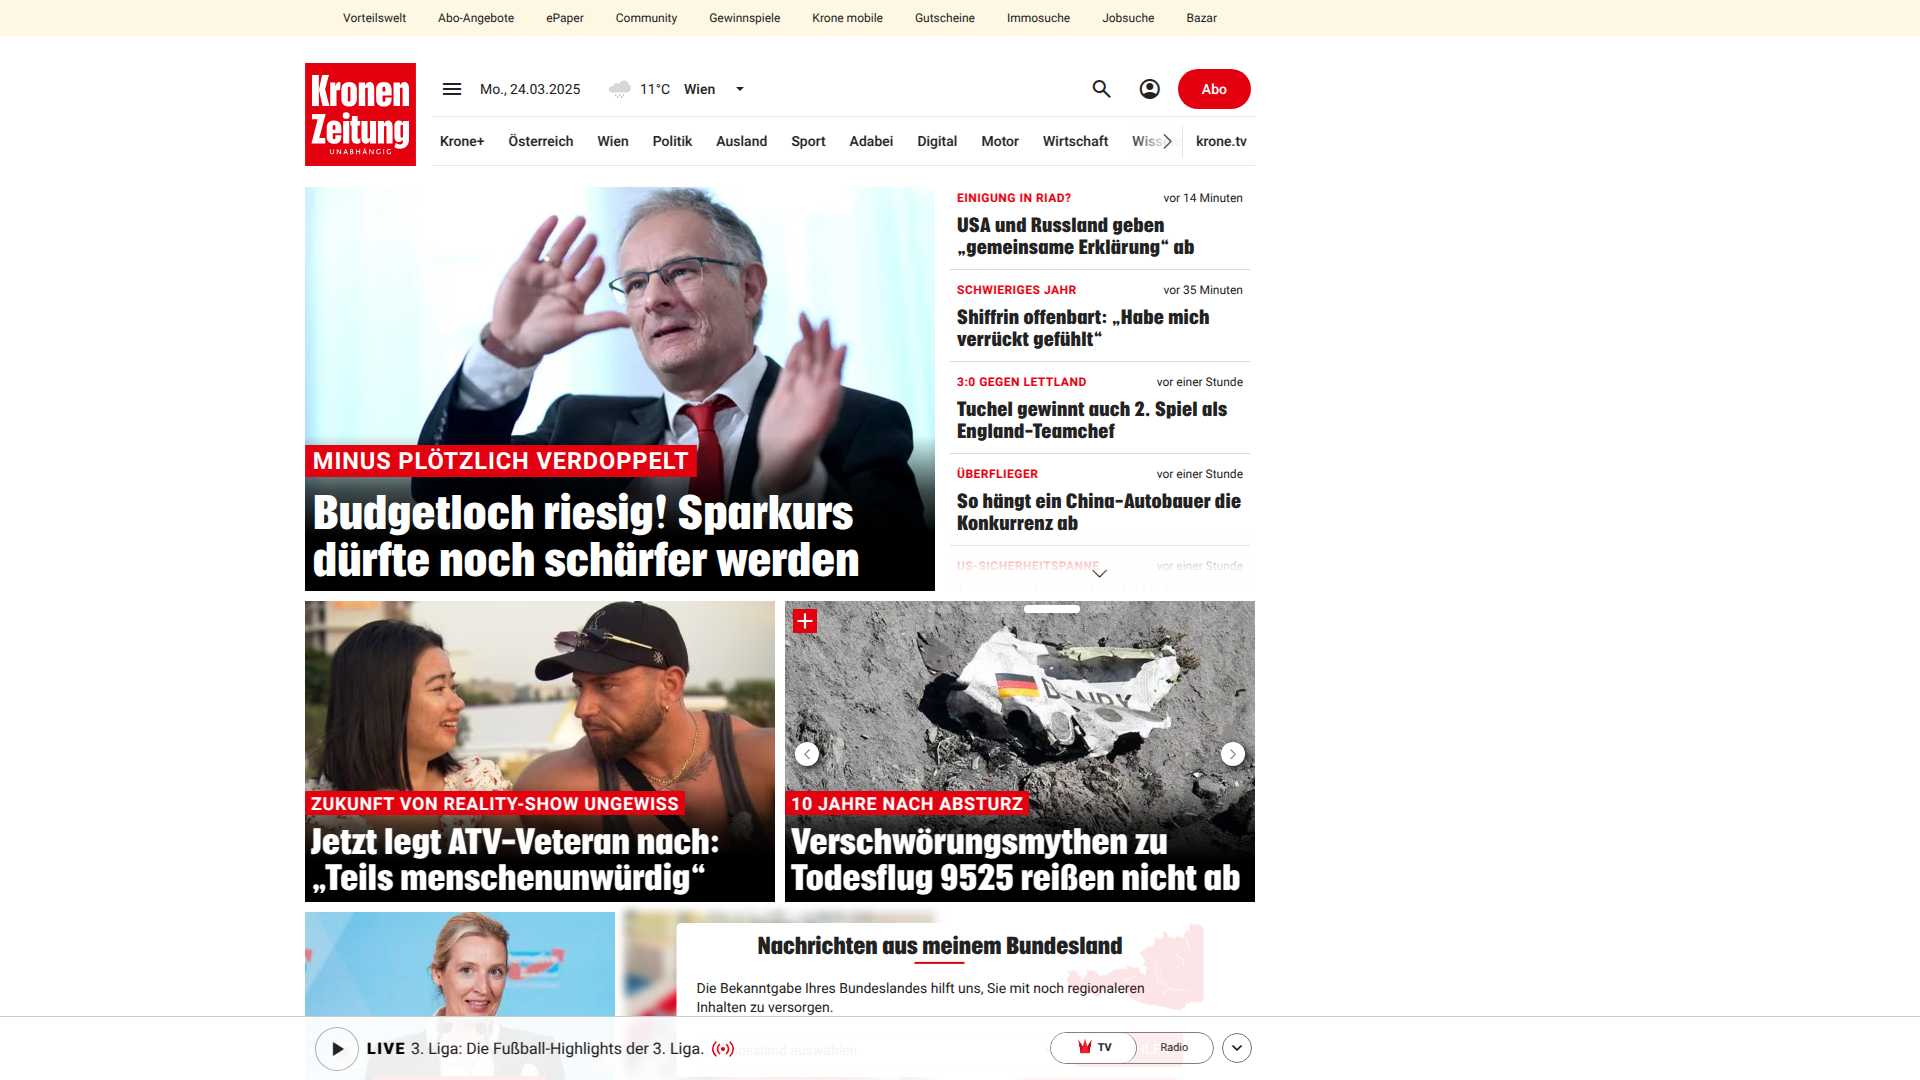 Vorteilswelt Abo-Angebote ePaper Community Gewinnspiele Krone mobile Gutscheine Immosuche Jobsuche Bazar
Kronen
Zeitung
UNABHÄNGIG
Mo., 24.03.2025 11°C Wien
Abo
Krone+ Österreich Wien Politik Ausland Sport Adabei Digital Motor Wirtschaft krone.tv
MINUS PLÖTZLICH VERDOPPELT
Budgetloch riesig! Sparkurs
dürfte noch schärfer werden
EINIGUNG IN RIAD? vor 14 Minuten
USA und Russland geben
„gemeinsame Erklärung“ ab
SCHWIERIGES JAHR vor 35 Minuten
Shiffrin offenbart: „Habe mich
verrückt gefühlt“
3:0 GEGEN LETTLAND vor einer Stunde
Tuchel gewinnt auch 2. Spiel als
England-Teamchef
ÜBERFLIEGER vor einer Stunde
So hängt ein China-Autobauer die
Konkurrenz ab
US-SICHERHEITSPANNE vor einer Stunde
ZUKUNFT VON REALITY-SHOW UNGEWISS
Jetzt legt ATV-Veteran nach:
„Teils menschenunwürdig“
10 JAHRE NACH ABSTURZ
Verschwörungsmythen zu
Todesflug 9525 reißen nicht ab
Nachrichten aus meinem Bundesland
Die Bekanntgabe Ihres Bundeslandes hilft uns, Sie mit noch regionaleren
Inhalten zu versorgen.
LIVE 3. Liga: Die Fußball-Highlights der 3. Liga.
TV Radio